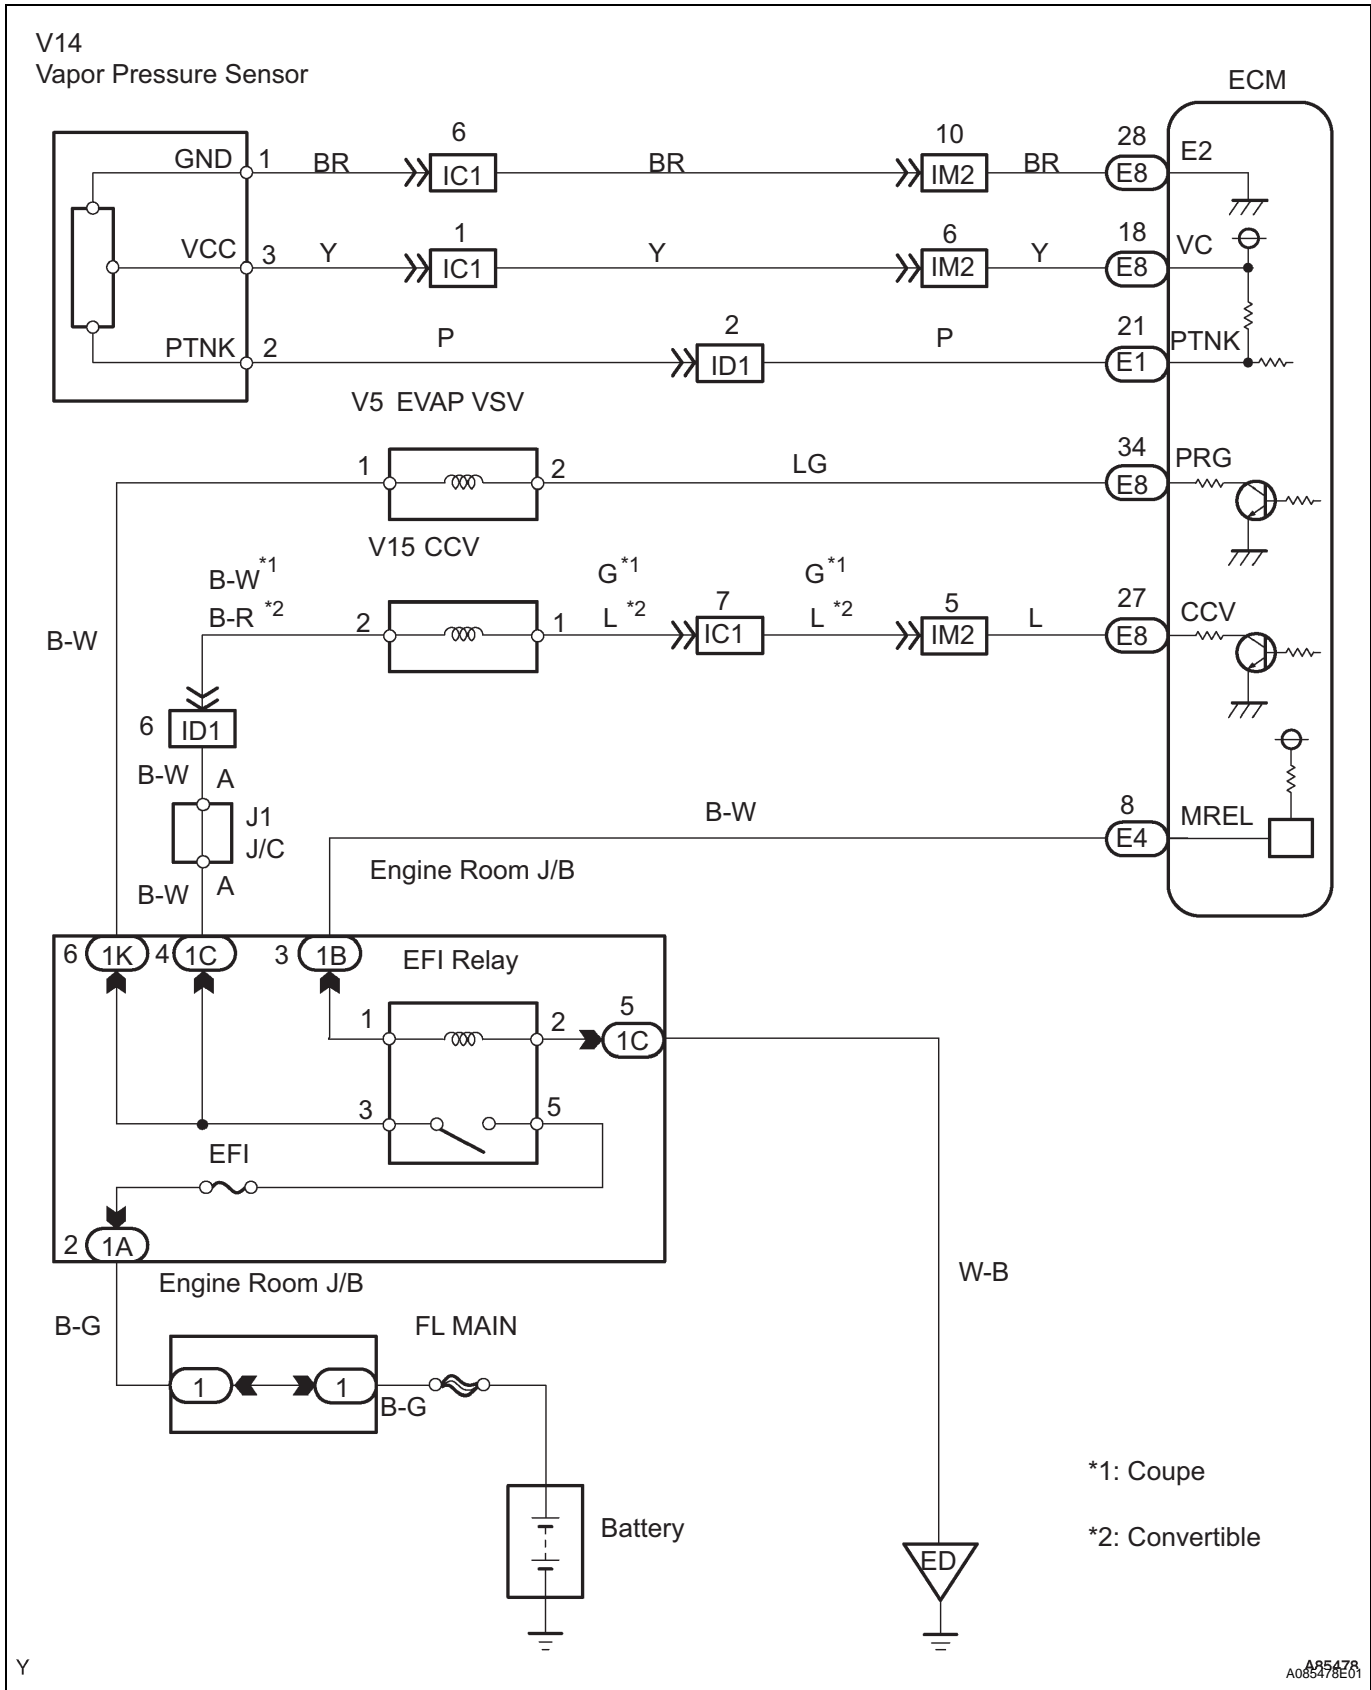 V14
Vapor Pressure Sensor
ECM
GND 1 BR 6 IC1 BR 10 IM2 BR 28 E8 E2
VCC 3 Y 1 IC1 Y 6 IM2 Y 18 E8 VC
PTNK 2 P 2 ID1 P 21 E1 PTNK
V5 EVAP VSV
1 2 LG 34 E8 PRG
V15 CCV
B-W*1 G*1 G*1
B-R *2 2 1 L *2 7 IC1 L *2 5 IM2 L 27 E8 CCV
B-W
6 ID1
B-W A
J1
J/C
B-W A
B-W 8 E4 MREL
Engine Room J/B
6 1K 4 1C 3 1B EFI Relay
1 2 5 1C
3 5
EFI
2 1A
Engine Room J/B
W-B
B-G FL MAIN
1 1 B-G
Battery
ED
*1: Coupe
*2: Convertible
Y
A85478
A085478E01